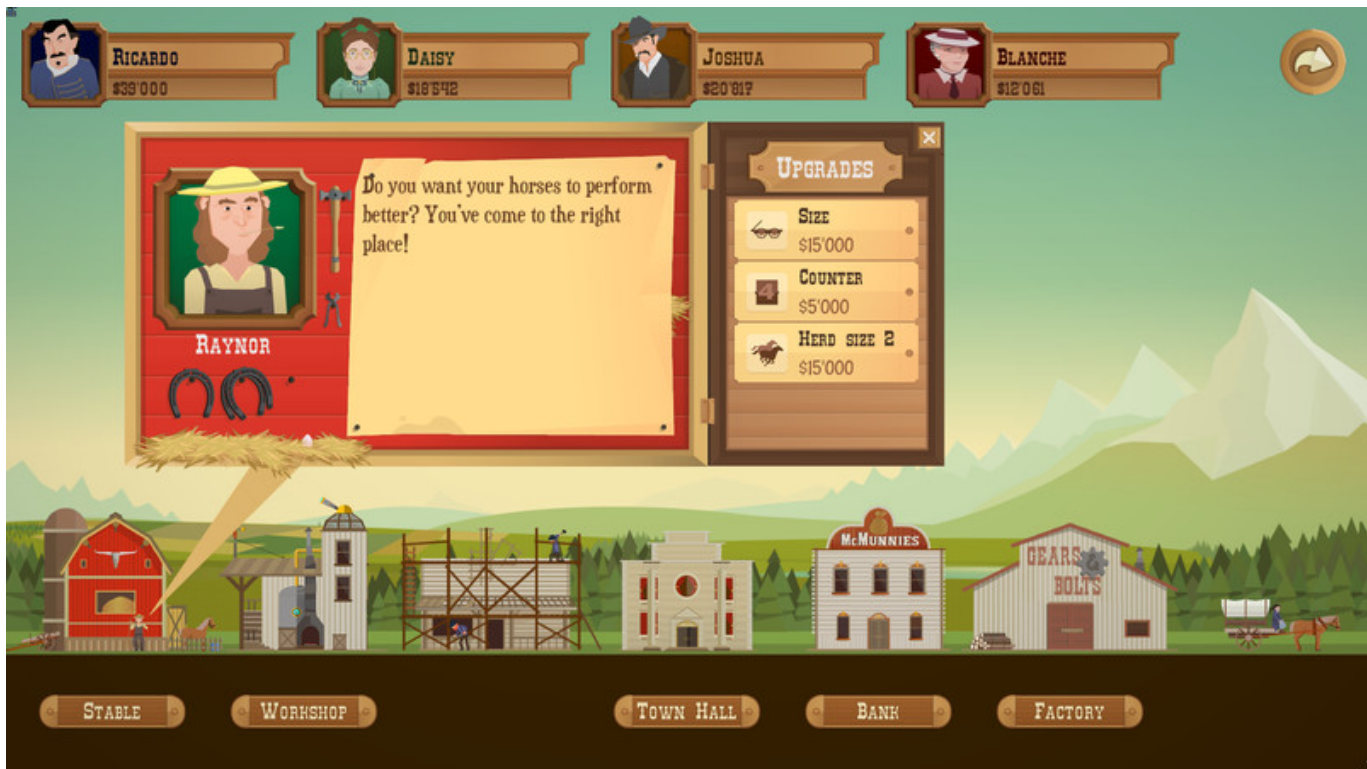 Ricardo
$39'000
Daisy
$18'542
Joshua
$20'817
Blanche
$12'061
Do you want your horses to perform
better? You've come to the right
place!
Raynor
Upgrades
Size
$15'000
4
Counter
$5'000
Herd size 2
$15'000
McMunnies
Gears
Bolts
Stable
Workshop
Town Hall
Bank
Factory